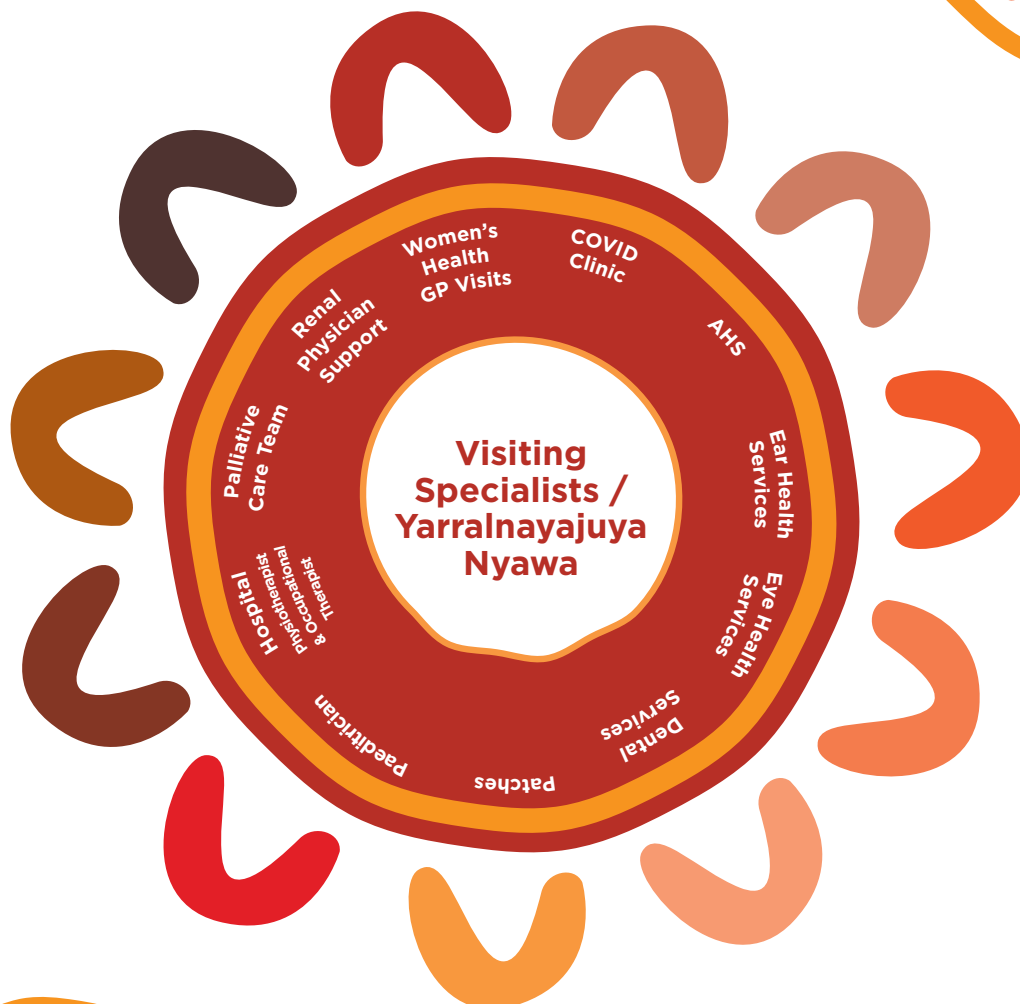 Visiting
Specialists /
Yarralnayajuya
Nyawa
Women's
Health
GP Visits
COVID
Clinic
AHS
Ear Health
Services
Eye Health
Services
Dental
Services
Patches
Paeditrician
Hospital
Physiotherapist
& Occupational
Therapist
Palliative
Care Team
Renal
Physician
Support